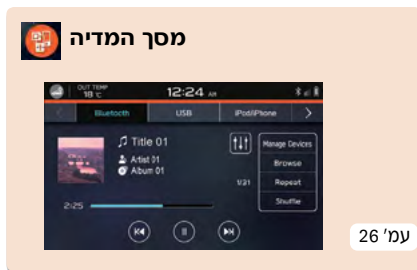 מסך המדיה
OUT TEMP
18 °C
12:24 AM
Bluetooth
USB
iPod/iPhone
Title 01
Artist 01
Album 01
1/31
2:25
Manage Devices
Browse
Repeat
Shuffle
עמ' 26